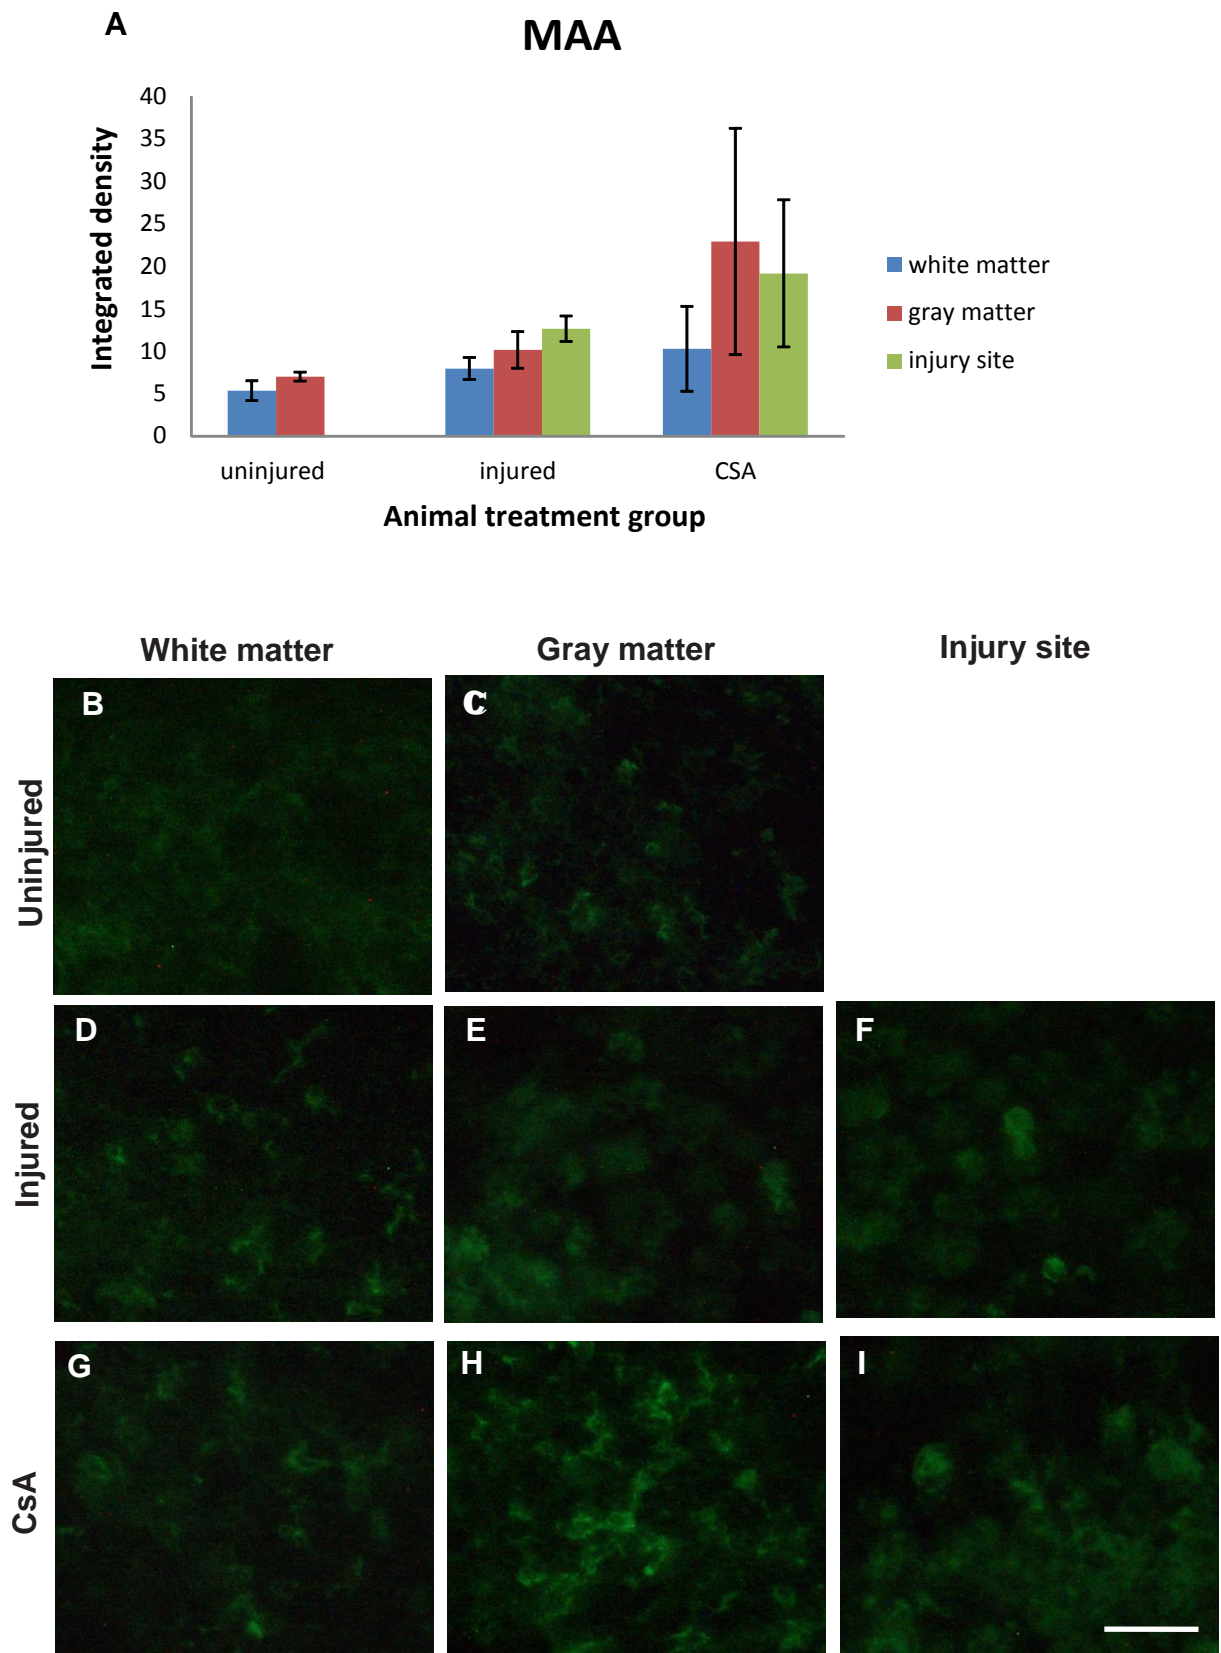 A
MAA
40
35
30
25
20
15
10
5
0
Integrated density
uninjured
injured
CSA
Animal treatment group
white matter
gray matter
injury site
White matter
Gray matter
Injury site
Uninjured
B
C
Injured
D
E
F
CsA
G
H
I